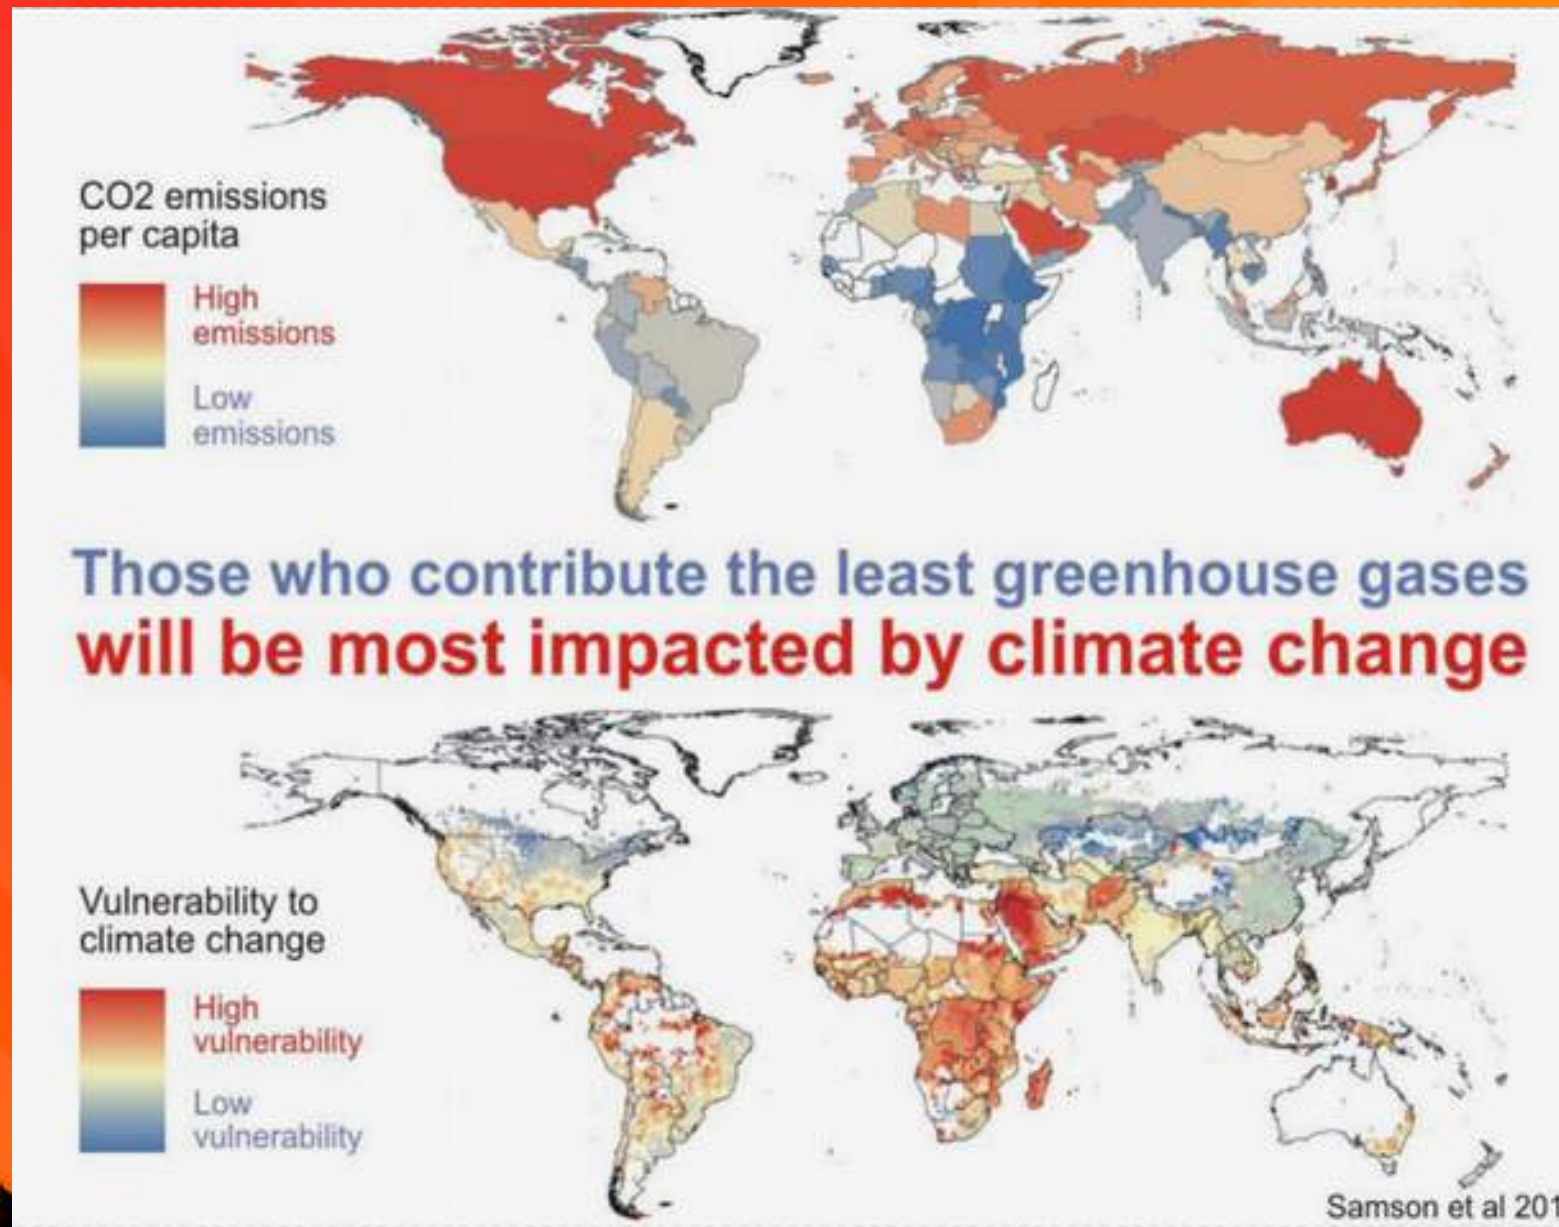 CO2 emissions
per capita
High
emissions
Low
emissions
Those who contribute the least greenhouse gases
will be most impacted by climate change
Vulnerability to
climate change
High
vulnerability
Low
vulnerability
Samson et al 201